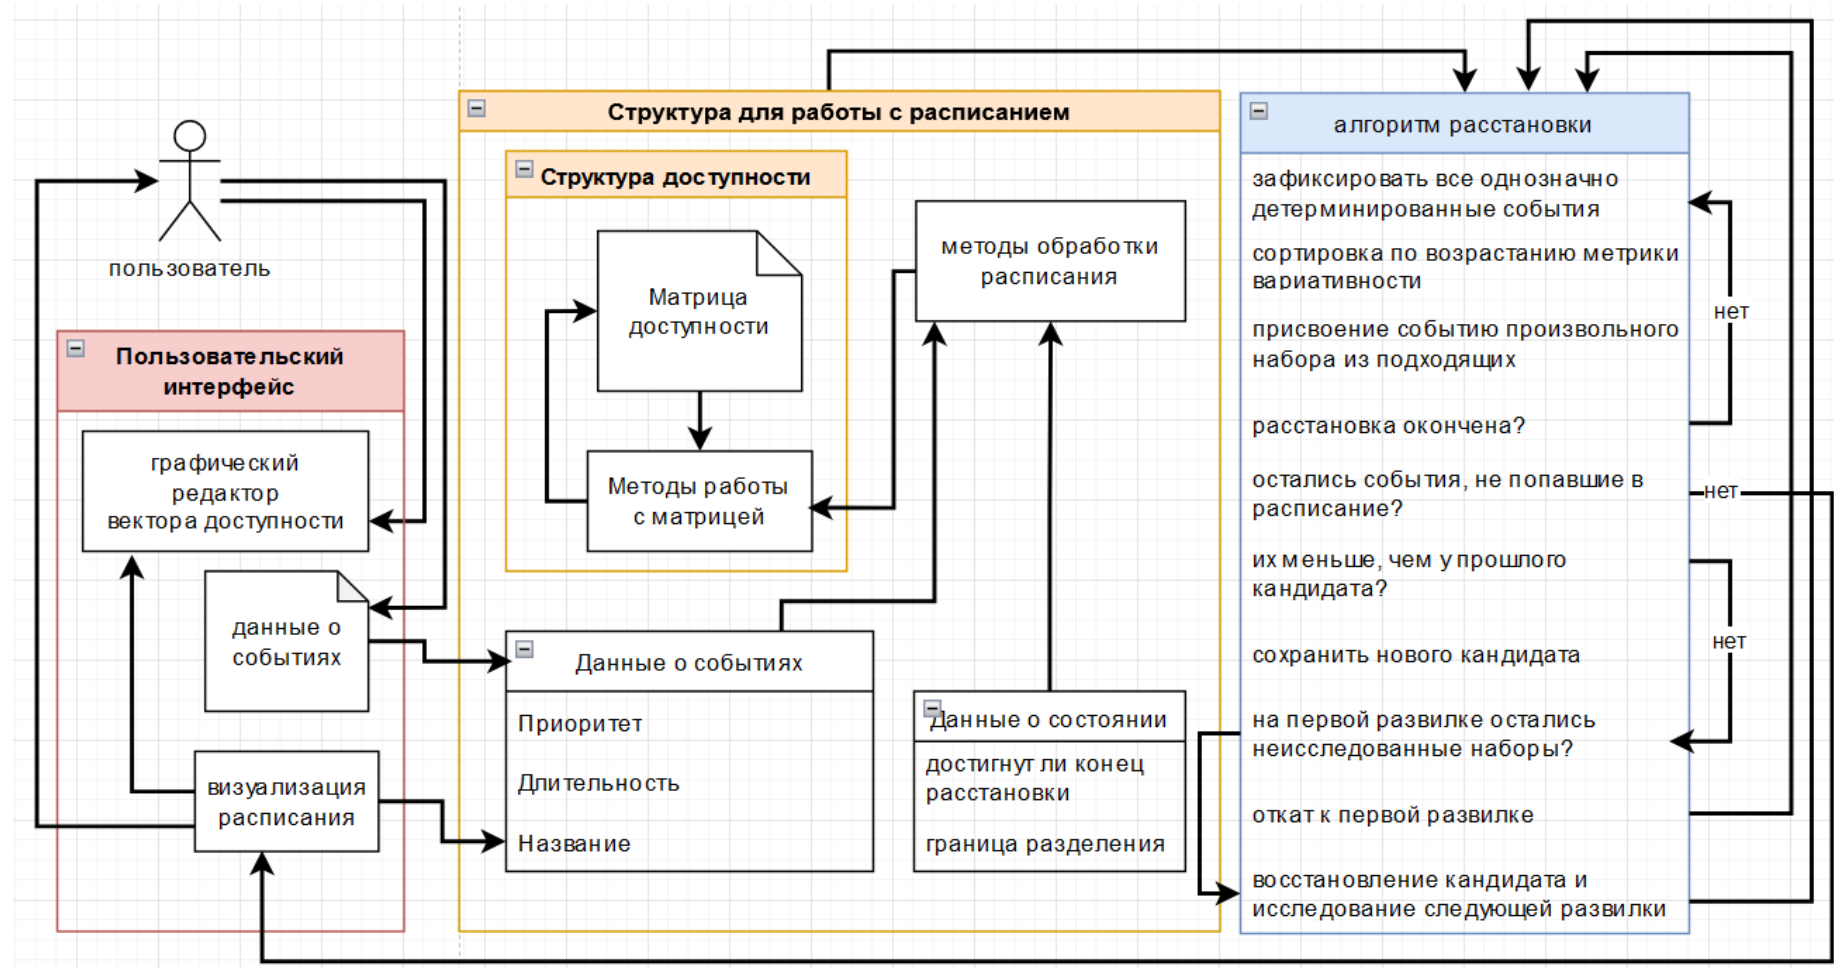 пользователь
Пользовательский
интерфейс
графический
редактор
вектора доступности
данные о
событиях
визуализация
расписания
Структура для работы с расписанием
Структура доступности
Матрица
доступности
Методы работы
с матрицей
методы обработки
расписания
Данные о событиях
Приоритет
Длительность
Название
Данные о состоянии
достигнут ли конец
расстановки
граница разделения
алгоритм расстановки
зафиксировать все однозначно
детерминированные события
сортировка по возрастанию метрики
вариативности
присвоение событию произвольного
набора из подходящих
нет
расстановка окончена?
остались события, не попавшие в
расписание?
нет
их меньше, чем у прошлого
кандидата?
нет
сохранить нового кандидата
на первой развилке остались
неисследованные наборы?
откат к первой развилке
восстановление кандидата и
исследование следующей развилки